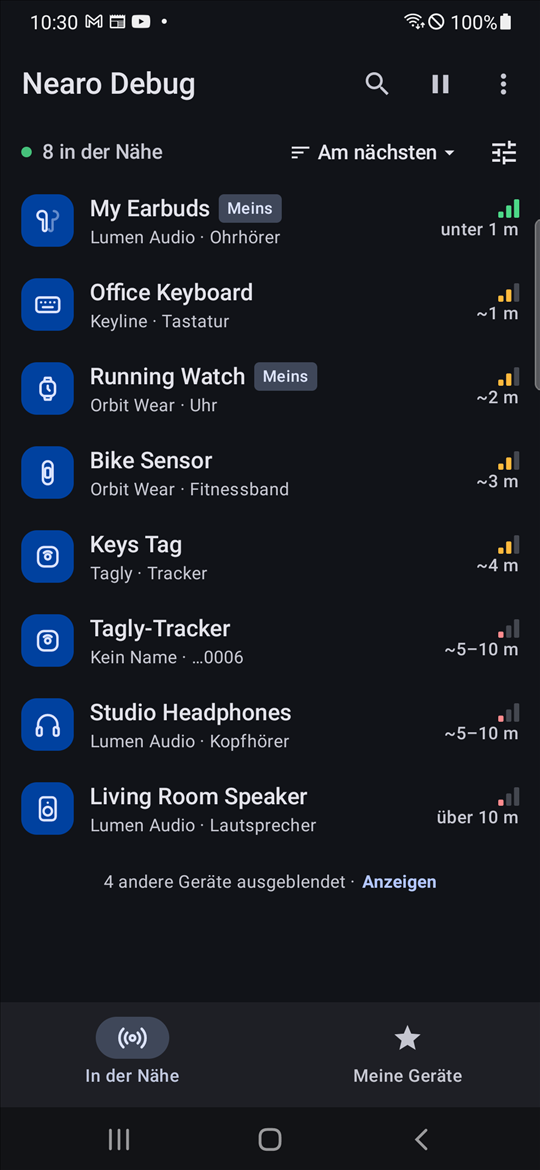 10:30 100%
Nearo Debug
8 in der Nähe Am nächsten
My Earbuds Meins
Lumen Audio · Ohrhörer unter 1 m
Office Keyboard
Keyline · Tastatur ~1 m
Running Watch Meins
Orbit Wear · Uhr ~2 m
Bike Sensor
Orbit Wear · Fitnessband ~3 m
Keys Tag
Tagly · Tracker ~4 m
Tagly-Tracker
Kein Name · …0006 ~5–10 m
Studio Headphones
Lumen Audio · Kopfhörer ~5–10 m
Living Room Speaker
Lumen Audio · Lautsprecher über 10 m
4 andere Geräte ausgeblendet · Anzeigen
In der Nähe Meine Geräte